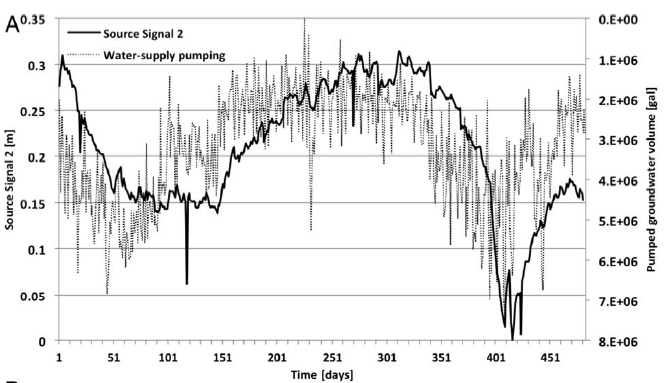 A
0.35
0.3
0.25
0.2
0.15
0.1
0.05
0
Source Signal 2 [m]
Source Signal 2
Water-supply pumping
0.E+00
1.E+06
2.E+06
3.E+06
4.E+06
5.E+06
6.E+06
7.E+06
8.E+06
Pumped groundwater volume [gal]
1 51 101 151 201 251 301 351 401 451
Time [days]